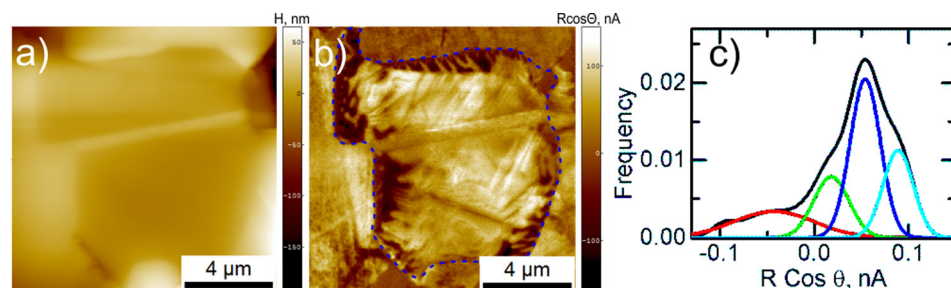 a)
H, nm
50
0
-50
-100
-150
4 µm
b)
RcosΘ, nA
100
0
-100
4 µm
c)
Frequency
0.02
0.01
0.00
-0.1
0.0
0.1
R Cos θ, nA